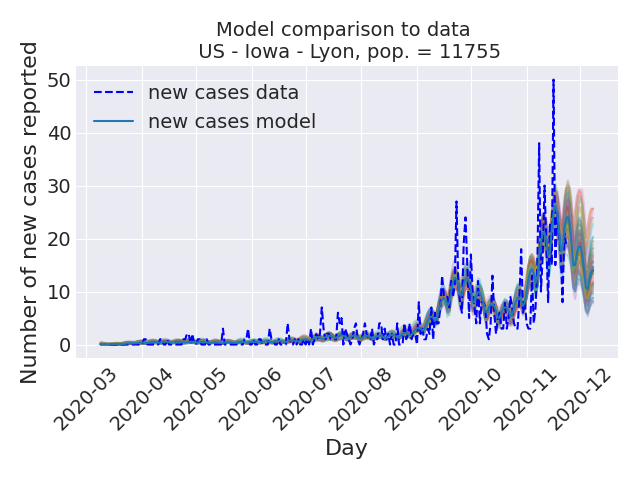 Model comparison to data
US - Iowa - Lyon, pop. = 11755
Number of new cases reported
50
40
30
20
10
0
new cases data
new cases model
2020-03
2020-04
2020-05
2020-06
2020-07
2020-08
2020-09
2020-10
2020-11
2020-12
Day